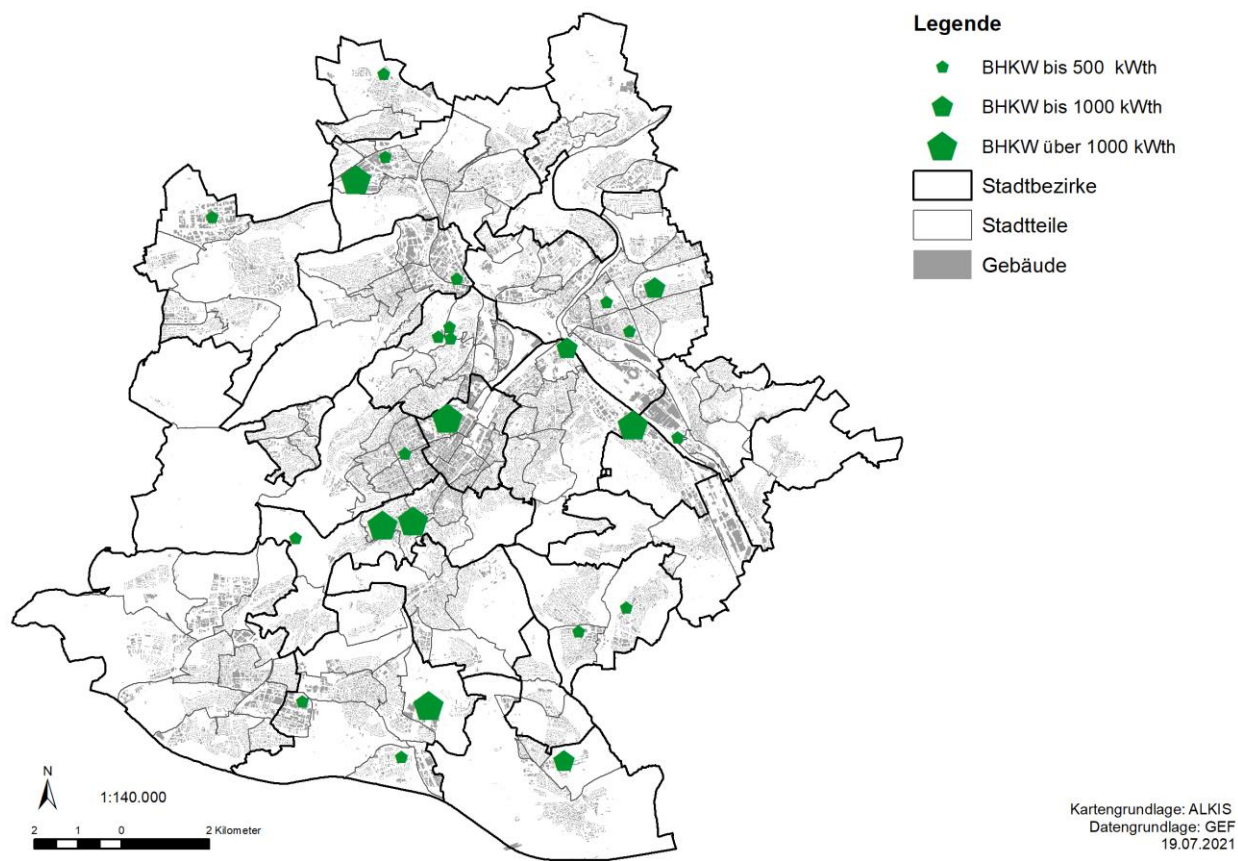 Legende
BHKW bis 500 kWth
BHKW bis 1000 kWth
BHKW über 1000 kWth
Stadtbezirke
Stadtteile
Gebäude
N
1:140.000
2 1 0 2 Kilometer
Kartengrundlage: ALKIS
Datengrundlage: GEF
19.07.2021